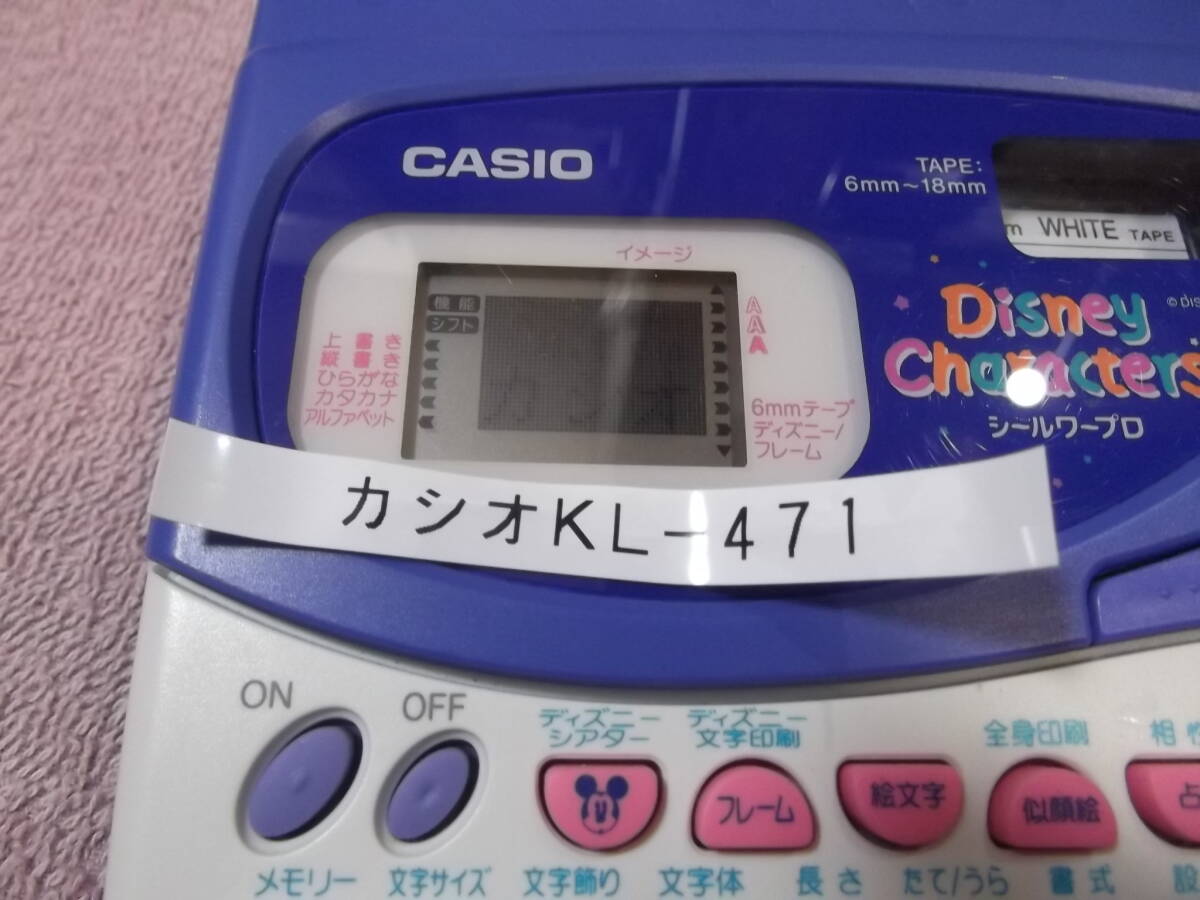 CASIO
TAPE:
6mm~18mm
WHITE TAPE
イメージ
機能
シフト
上書き
縦書き
ひらがな
カタカナ
アルファベット
A
A
A
6mmテープ
ディズニー/
フレーム
Disney
Characters
シールワープロ
カシオKL-471
ON
OFF
ディズニー
シアター
ディズニー
文字印刷
全身印刷
フレーム
絵文字
似顔絵
占
メモリー
文字サイズ
文字飾り
文字体
長さ
たて/うら
書式
設